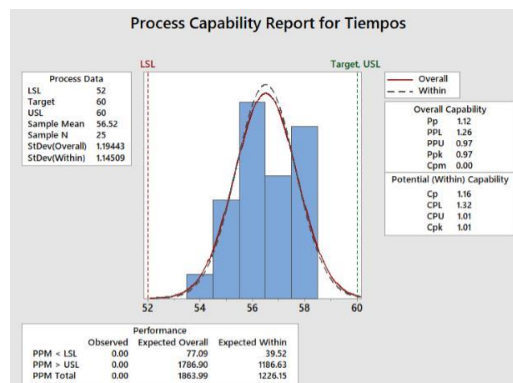 Process Capability Report for Tiempos
LSL
Target, USL
Process Data
LSL 52
Target 60
USL 60
Sample Mean 56.52
Sample N 25
StDev(Overall) 1.19443
StDev(Within) 1.14509
Overall
Within
Overall Capability
Pp 1.12
PPL 1.26
PPU 0.97
Ppk 0.97
Cpm 0.00
Potential (Within) Capability
Cp 1.16
CPL 1.32
CPU 1.01
Cpk 1.01
52 54 56 58 60
Performance
Observed Expected Overall Expected Within
PPM < LSL 0.00 77.09 39.52
PPM > USL 0.00 1786.90 1186.63
PPM Total 0.00 1863.99 1226.15